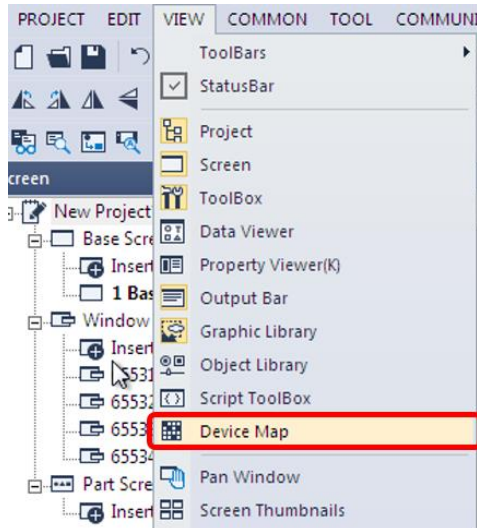 PROJECT EDIT VIEW COMMON TOOL COMMUNI
ToolBars
StatusBar
Project
Screen
ToolBox
Data Viewer
Property Viewer(K)
Output Bar
Graphic Library
Object Library
Script ToolBox
Device Map
Pan Window
Screen Thumbnails
creen
New Project
Base Scre
Insert
1 Bas
Window
Insert
6553
6553
6553
Part Scre
Insert